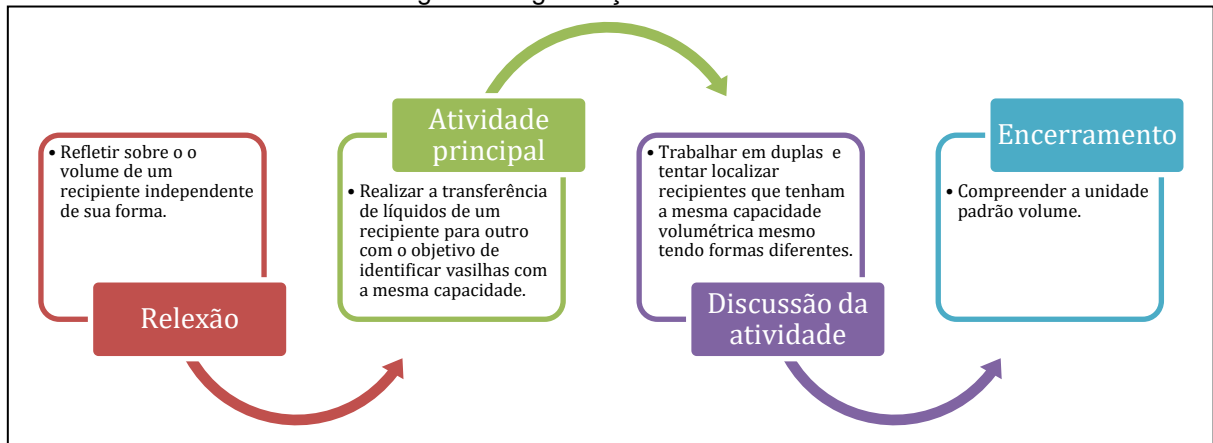 • Refletir sobre o o
volume de um
recipiente independente
de sua forma.
Relexão
Atividade
principal
• Realizar a transferência
de líquidos de um
recipiente para outro
com o objetivo de
identificar vasilhas com
a mesma capacidade.
• Trabalhar em duplas e
tentar localizar
recipientes que tenham
a mesma capacidade
volumétrica mesmo
tendo formas diferentes.
Discussão da
atividade
Encerramento
• Compreender a unidade
padrão volume.